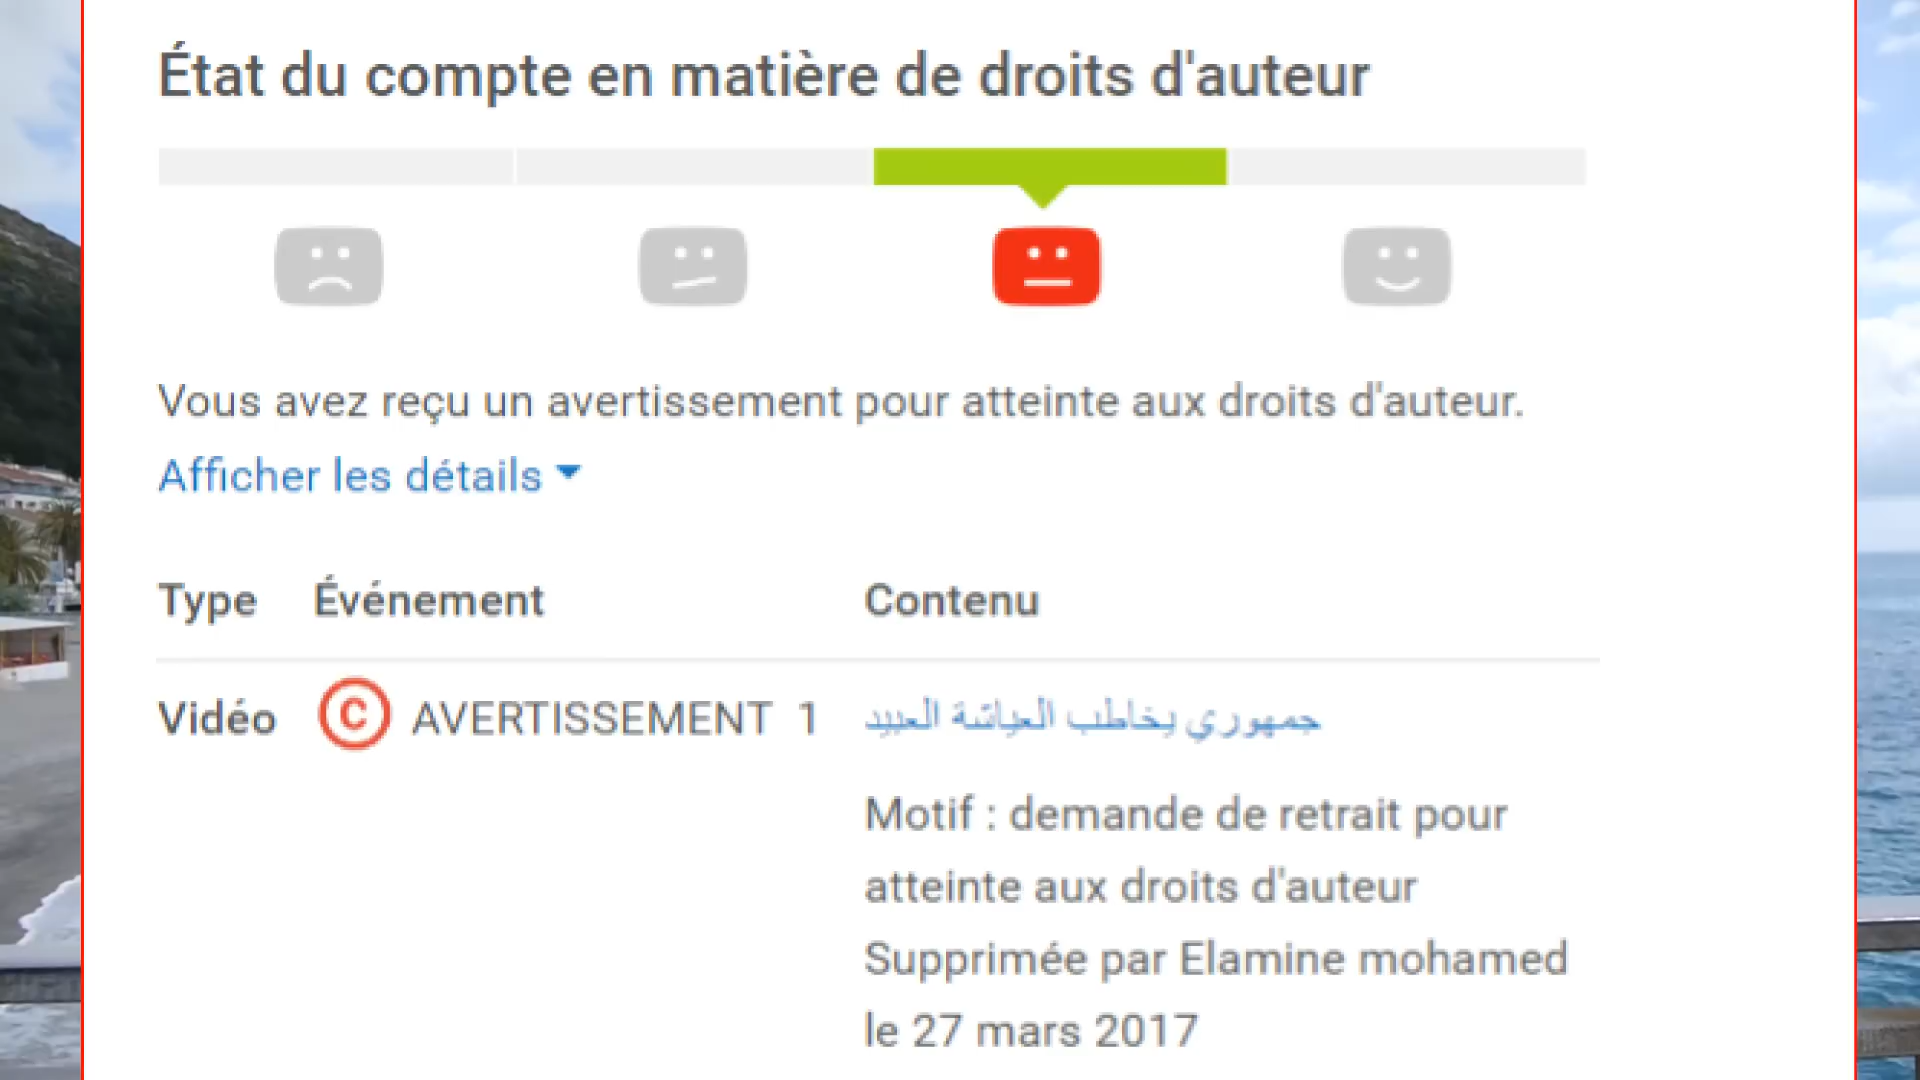 État du compte en matière de droits d'auteur
Vous avez reçu un avertissement pour atteinte aux droits d'auteur.
Afficher les détails
Type Événement Contenu
Vidéo C AVERTISSEMENT 1 جمهوري يخاطب العياشة العبيد
Motif : demande de retrait pour
atteinte aux droits d'auteur
Supprimée par Elamine mohamed
le 27 mars 2017